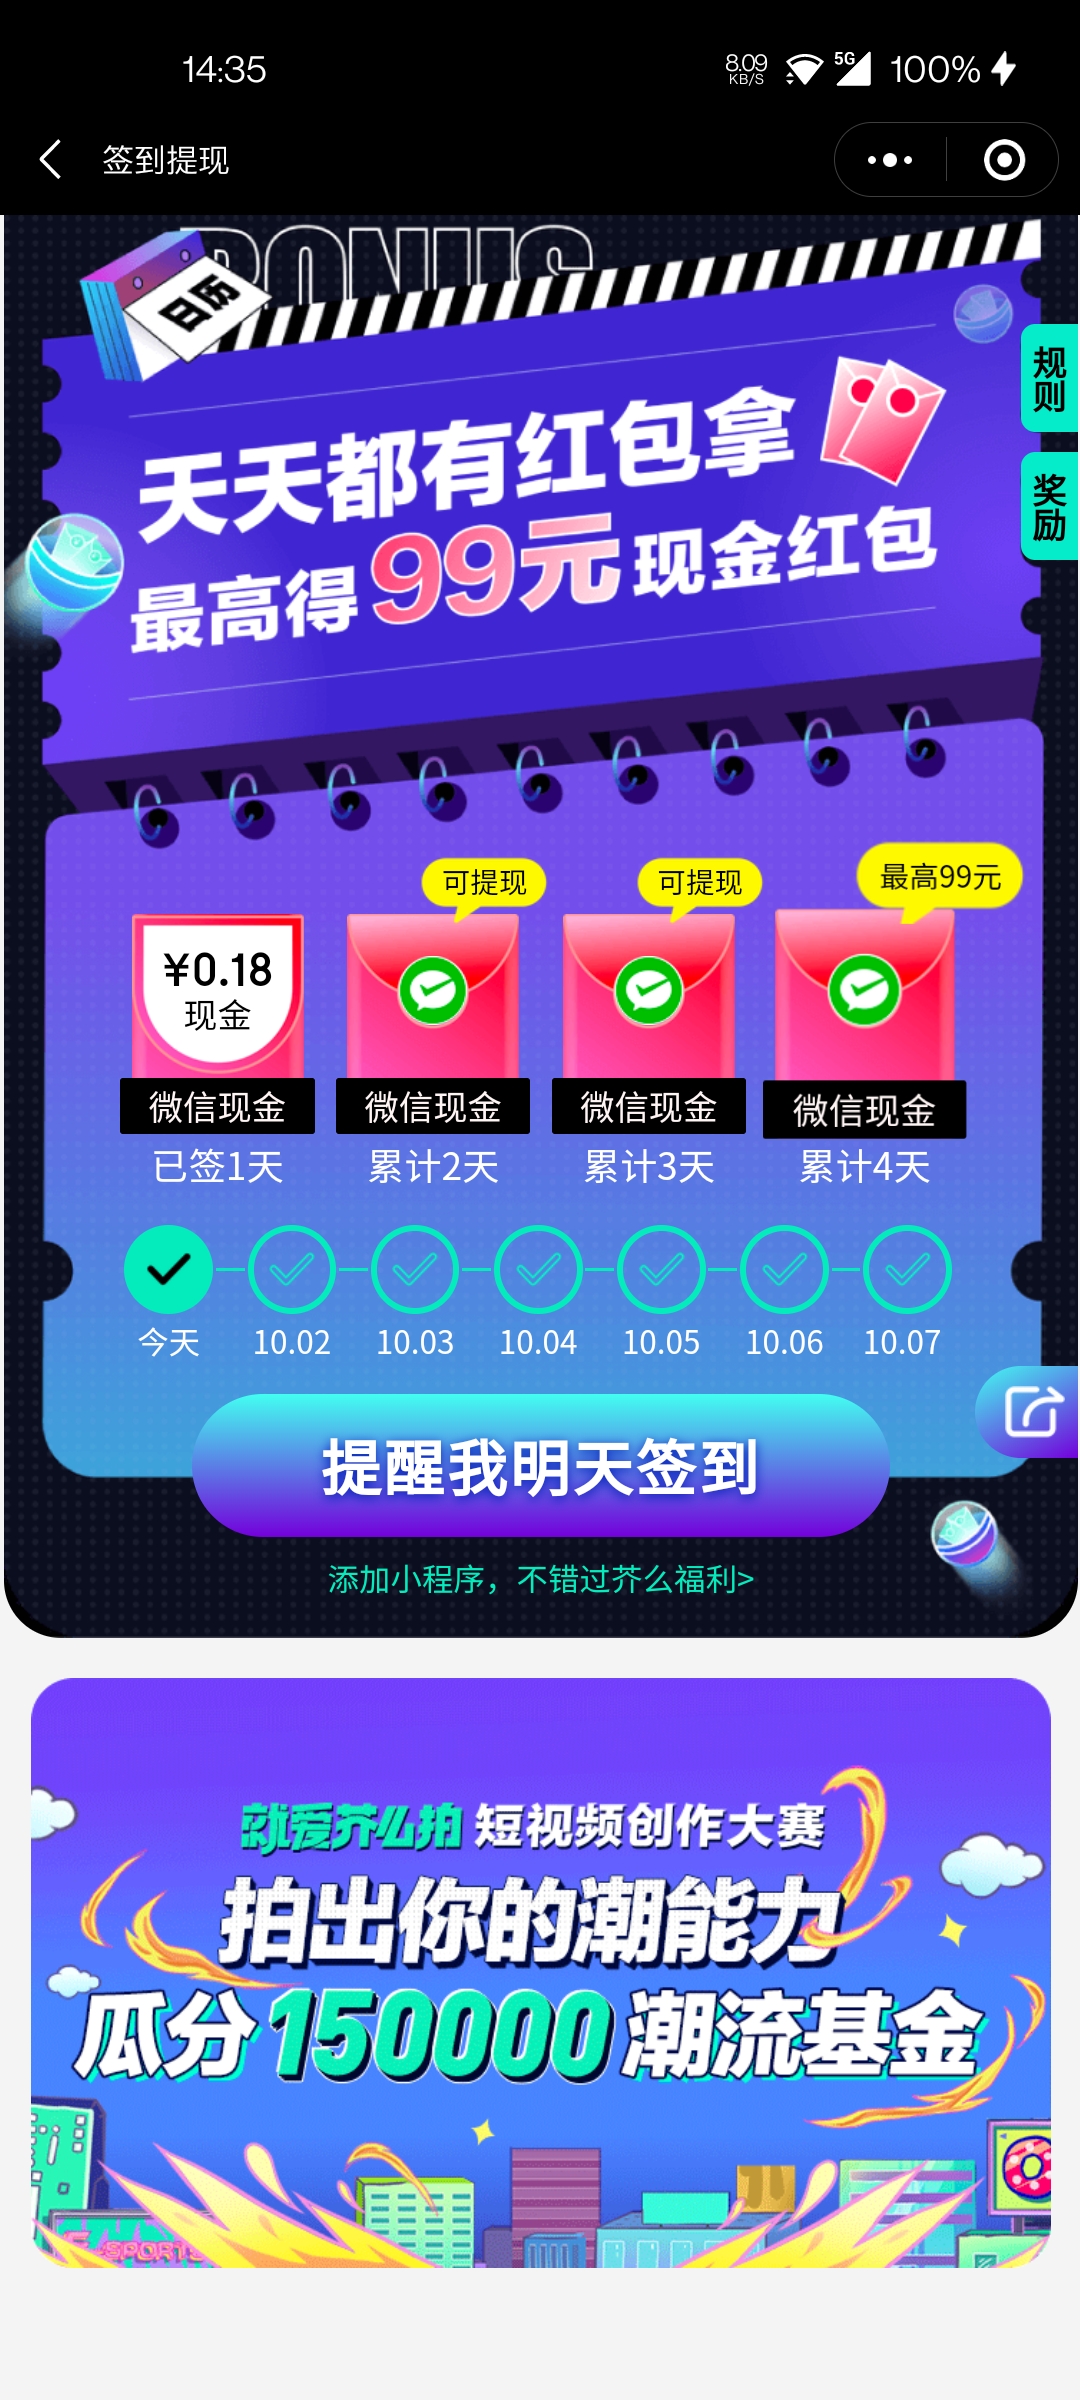 14:35
8.09 KB/S 5G 100%
签到提现
BONUS
日历
规则
天天都有红包拿
最高得99元现金红包
奖励
可提现
可提现
最高99元
¥0.18
现金
微信现金 微信现金 微信现金 微信现金
已签1天 累计2天 累计3天 累计4天
今天 10.02 10.03 10.04 10.05 10.06 10.07
提醒我明天签到
添加小程序，不错过芥么福利>
就爱芥么拍 短视频创作大赛
拍出你的潮能力
瓜分150000潮流基金
E-SPORTS